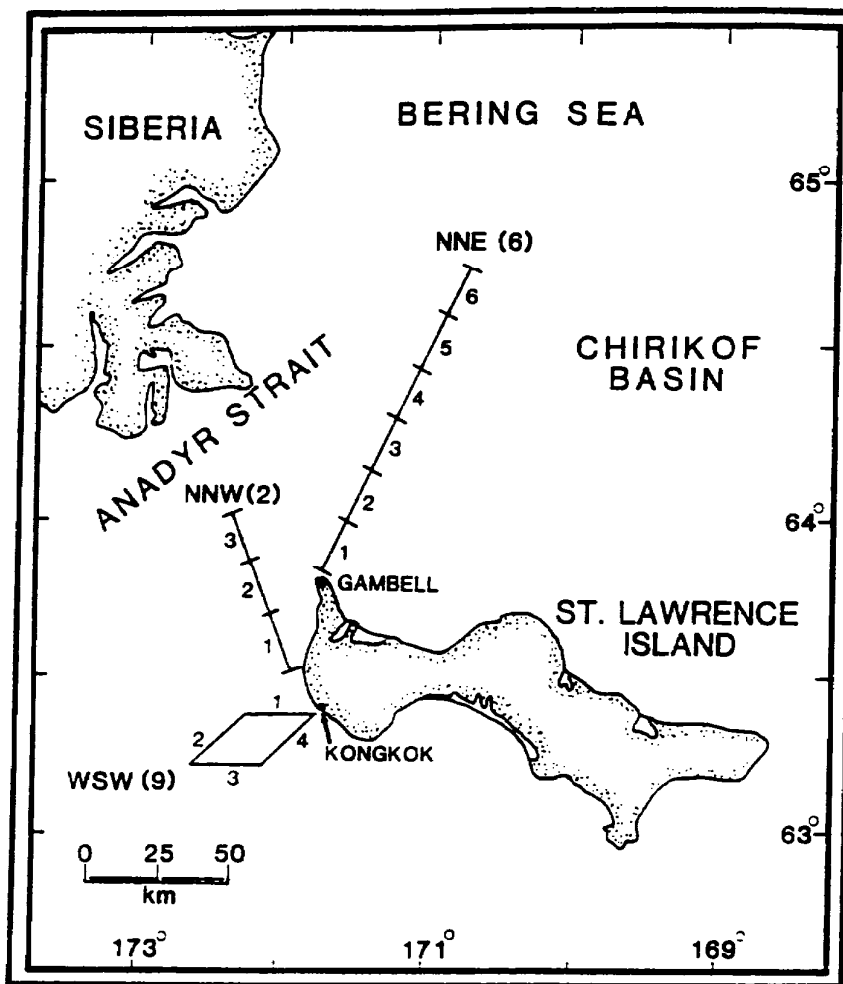 SIBERIA
BERING SEA
65°
NNE (6)
6
5
4
3
2
1
CHIRIKOF
BASIN
ANADYR STRAIT
NNW (2)
3
2
1
64°
GAMBELL
ST. LAWRENCE
ISLAND
1
2
3
4
KONGKOK
WSW (9)
63°
0 25 50
km
173° 171° 169°